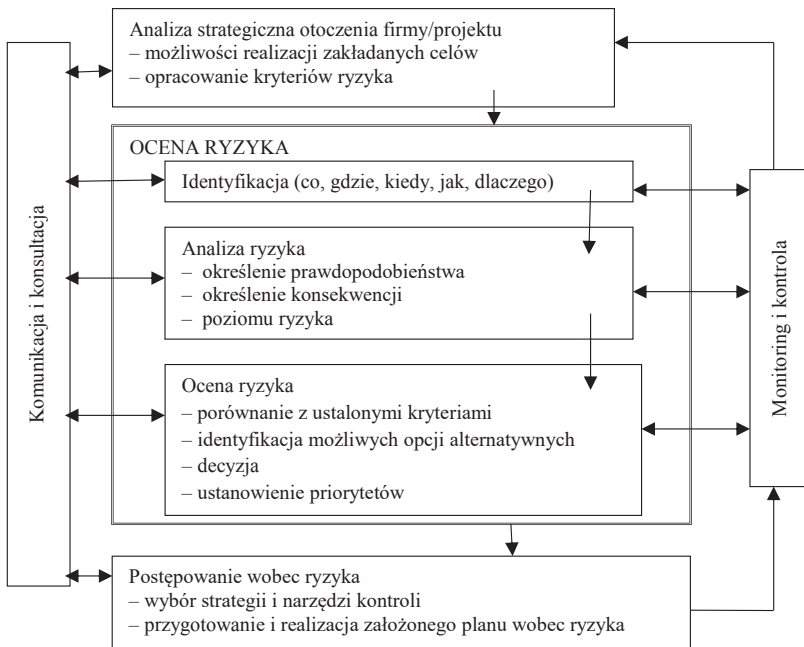 Analiza strategiczna otoczenia firmy/projektu
– możliwości realizacji zakładanych celów
– opracowanie kryteriów ryzyka
OCENA RYZYKA
Identyfikacja (co, gdzie, kiedy, jak, dlaczego)
Analiza ryzyka
– określenie prawdopodobieństwa
– określenie konsekwencji
– poziomu ryzyka
Ocena ryzyka
– porównanie z ustalonymi kryteriami
– identyfikacja możliwych opcji alternatywnych
– decyzja
– ustanowienie priorytetów
Postępowanie wobec ryzyka
– wybór strategii i narzędzi kontroli
– przygotowanie i realizacja założonego planu wobec ryzyka
Komunikacja i konsultacja
Monitoring i kontrola